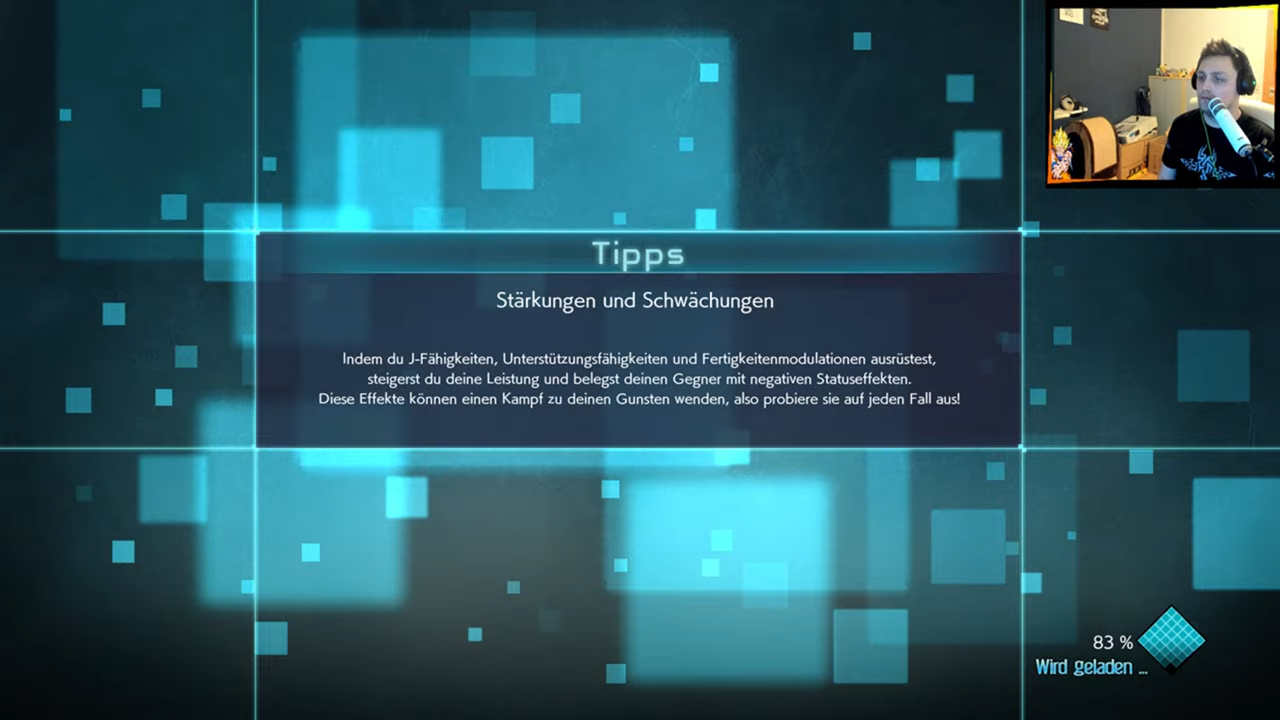 Tipps
Stärkungen und Schwächungen
Indem du J-Fähigkeiten, Unterstützungsfähigkeiten und Fertigkeitenmodulationen ausrüstest,
steigerst du deine Leistung und belegst deinen Gegner mit negativen Statuseffekten.
Diese Effekte können einen Kampf zu deinen Gunsten wenden, also probiere sie auf jeden Fall aus!
83 %
Wird geladen ...